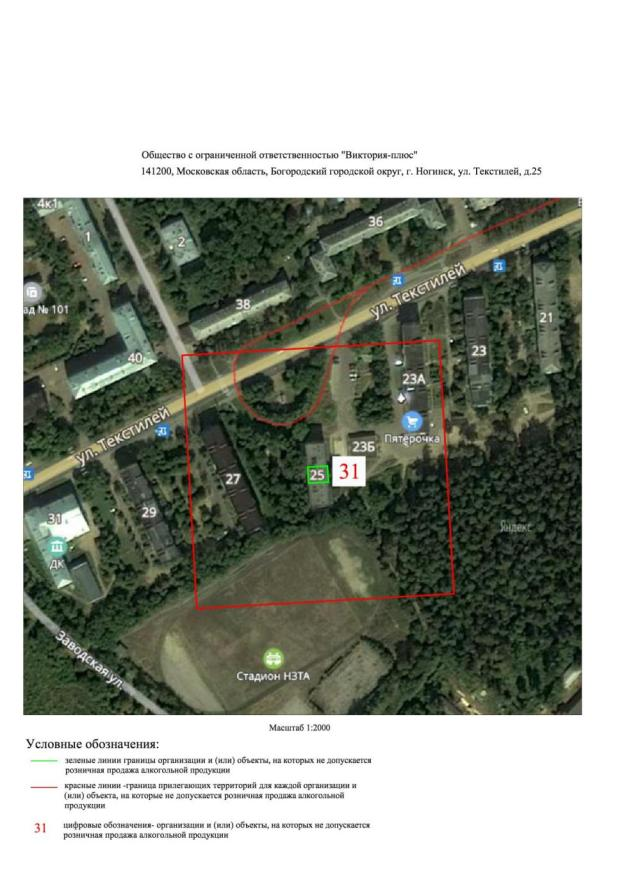 Общество с ограниченной ответственностью "Виктория-плюс"
141200, Московская область, Богородский городской округ, г. Ногинск, ул. Текстилей, д.25
4к1
1
2
36
ад № 101
38
ул. Текстилей
21
23
40
23А
Пятёрочка
ул. Текстилей
23Б
25
31
27
29
31
ДК
Яндекс
Заводская ул.
Стадион НЗТА
Масштаб 1:2000
Условные обозначения:
зеленые линии границы организации и (или) объекты, на которых не допускается
розничная продажа алкогольной продукции
красные линии -граница прилегающих территорий для каждой организации и
(или) объекта, на которые не допускается розничная продажа алкогольной
продукции
31
цифровые обозначения- организации и (или) объекты, на которых не допускается
розничная продажа алкогольной продукции